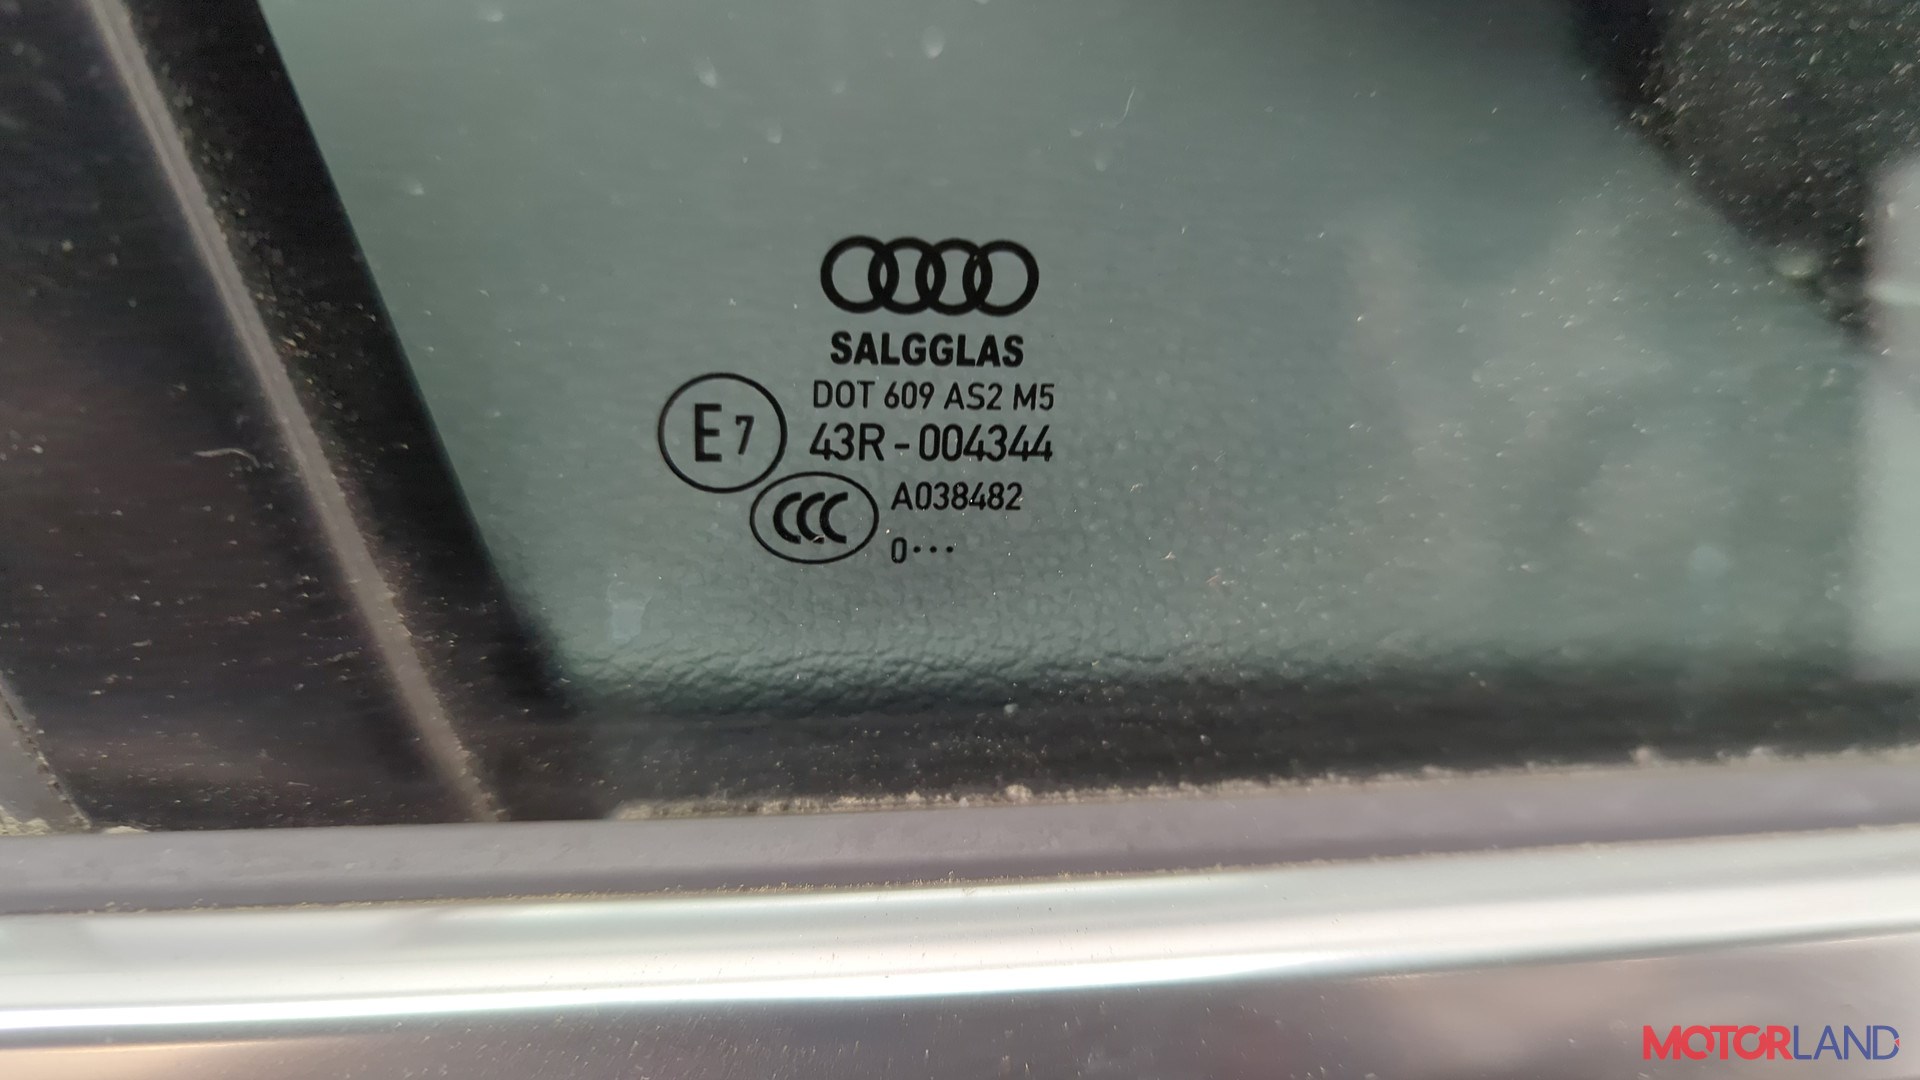 SALGGLAS
DOT 609 AS2 M5
E7 43R-004344
CCC A038482
0···
MOTORLAND